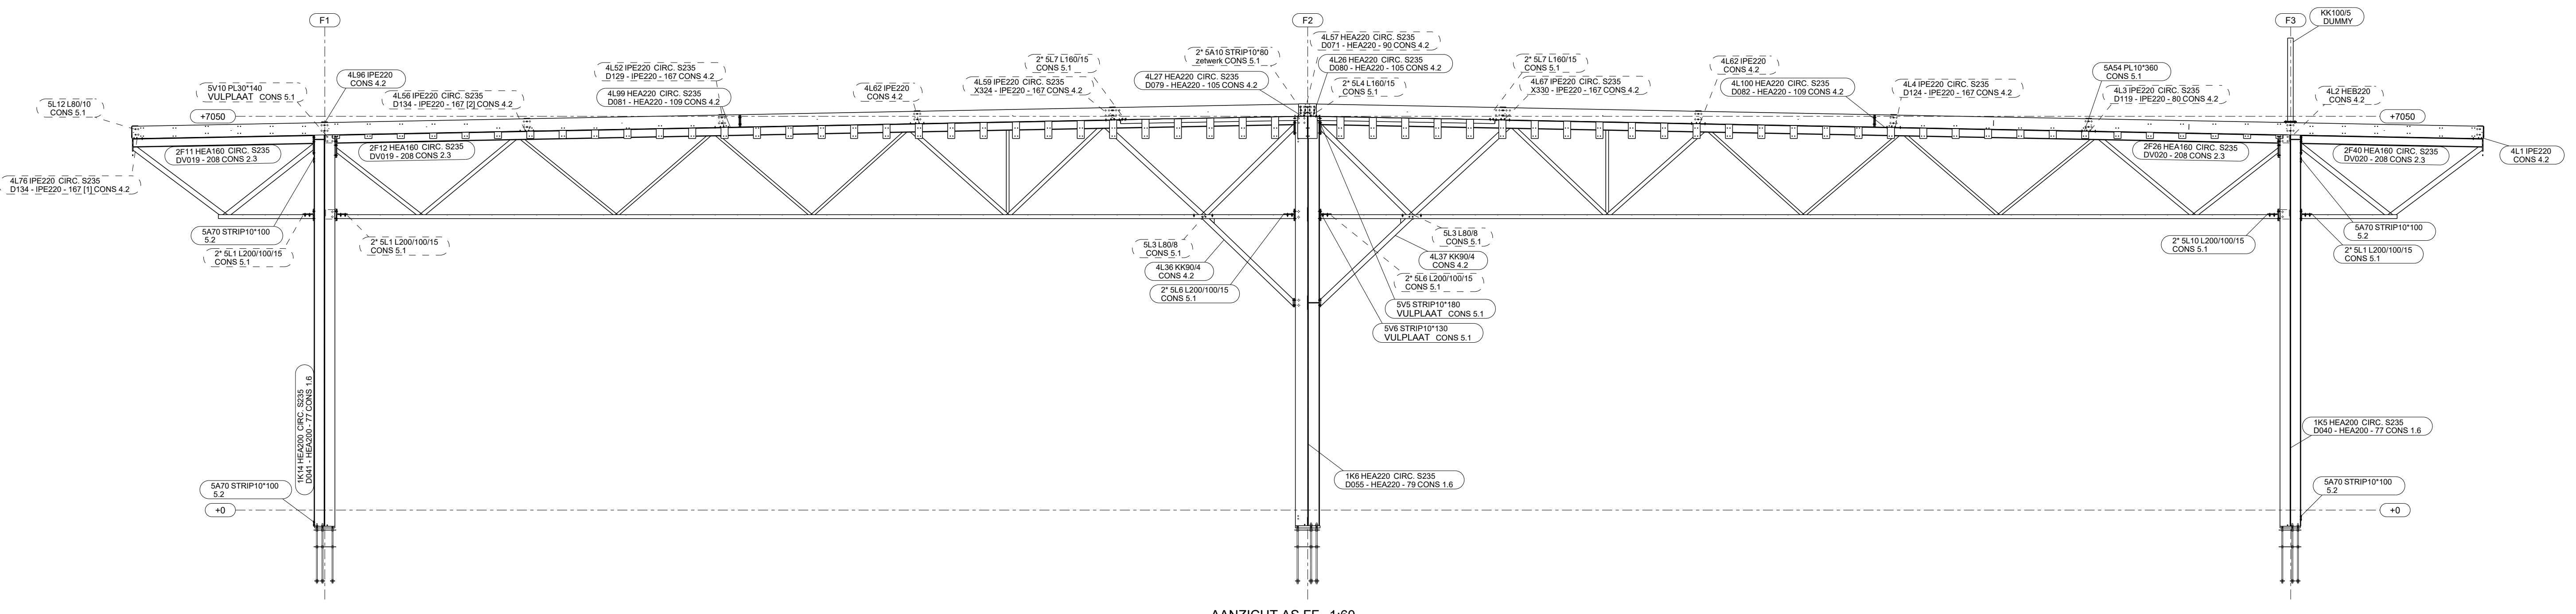 F1
F2
F3
KK100/5
DUMMY
4L57 HEA220 CIRC. S235
D071 - HEA220 - 90 CONS 4.2
2* 5A10 STRIP10*80
zetwerk CONS 5.1
4L26 HEA220 CIRC. S235
D080 - HEA220 - 105 CONS 4.2
2* 5L7 L160/15
CONS 5.1
2* 5L7 L160/15
CONS 5.1
4L62 IPE220
CONS 4.2
4L52 IPE220 CIRC. S235
D129 - IPE220 - 167 CONS 4.2
4L96 IPE220
CONS 4.2
4L27 HEA220 CIRC. S235
D079 - HEA220 - 105 CONS 4.2
5A54 PL10*360
CONS 5.1
5V10 PL30*140
VULPLAAT CONS 5.1
4L62 IPE220
CONS 4.2
4L59 IPE220 CIRC. S235
X324 - IPE220 - 167 CONS 4.2
2* 5L4 L160/15
CONS 5.1
4L67 IPE220 CIRC. S235
X330 - IPE220 - 167 CONS 4.2
4L100 HEA220 CIRC. S235
D082 - HEA220 - 109 CONS 4.2
4L4 IPE220 CIRC. S235
D124 - IPE220 - 167 CONS 4.2
4L3 IPE220 CIRC. S235
D119 - IPE220 - 80 CONS 4.2
4L2 HEB220
CONS 4.2
5L12 L80/10
CONS 5.1
4L56 IPE220 CIRC. S235
D134 - IPE220 - 167 [2] CONS 4.2
4L99 HEA220 CIRC. S235
D081 - HEA220 - 109 CONS 4.2
+7050
+7050
2F11 HEA160 CIRC. S235
DV019 - 208 CONS 2.3
2F12 HEA160 CIRC. S235
DV019 - 208 CONS 2.3
2F26 HEA160 CIRC. S235
DV020 - 208 CONS 2.3
2F40 HEA160 CIRC. S235
DV020 - 208 CONS 2.3
4L1 IPE220
CONS 4.2
4L76 IPE220 CIRC. S235
D134 - IPE220 - 167 [1] CONS 4.2
5A70 STRIP10*100
5.2
2* 5L1 L200/100/15
CONS 5.1
2* 5L1 L200/100/15
CONS 5.1
5L3 L80/8
CONS 5.1
4L36 KK90/4
CONS 4.2
2* 5L6 L200/100/15
CONS 5.1
5L3 L80/8
CONS 5.1
4L37 KK90/4
CONS 4.2
2* 5L6 L200/100/15
CONS 5.1
5V5 STRIP10*180
VULPLAAT CONS 5.1
5V6 STRIP10*130
VULPLAAT CONS 5.1
2* 5L10 L200/100/15
CONS 5.1
5A70 STRIP10*100
5.2
2* 5L1 L200/100/15
CONS 5.1
1K14 HEA200 CIRC. S235
D041 - HEA200 - 77 CONS 1.6
1K5 HEA200 CIRC. S235
D040 - HEA200 - 77 CONS 1.6
1K6 HEA220 CIRC. S235
D055 - HEA220 - 79 CONS 1.6
5A70 STRIP10*100
5.2
5A70 STRIP10*100
5.2
+0
+0
AANZICHT AS FF 1:60